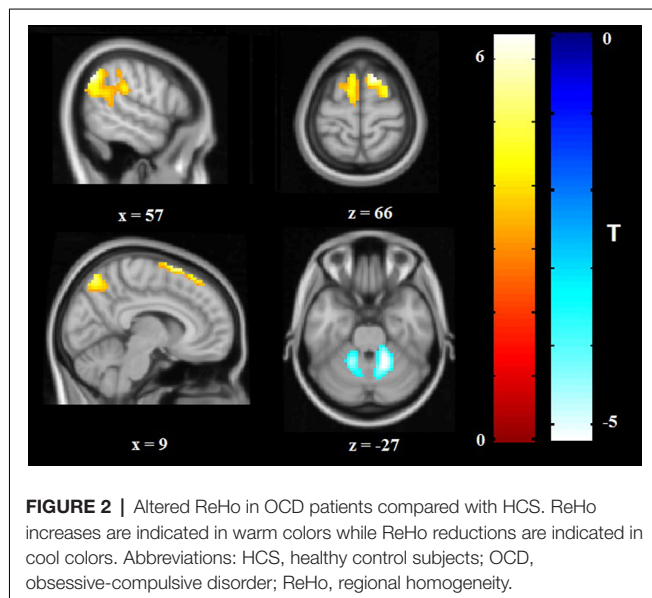 6
0
x = 57
z = 66
T
x = 9
z = -27
0
-5
FIGURE 2 | Altered ReHo in OCD patients compared with HCS. ReHo
increases are indicated in warm colors while ReHo reductions are indicated in
cool colors. Abbreviations: HCS, healthy control subjects; OCD,
obsessive-compulsive disorder; ReHo, regional homogeneity.